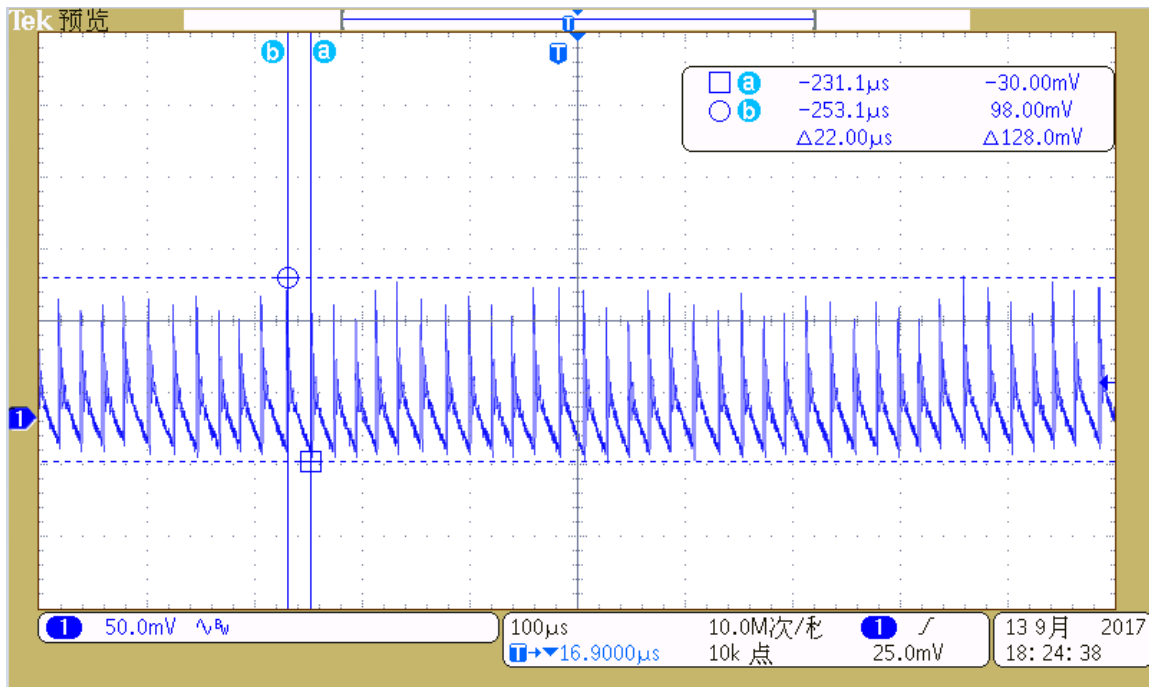 Tek 预览
T
b a
T
a -231.1μs -30.00mV
b -253.1μs 98.00mV
Δ22.00μs Δ128.0mV
1
1 50.0mV BW
100μs 10.0M次/秒 1
T→▼16.9000μs 10k 点 25.0mV
13 9月 2017
18:24:38